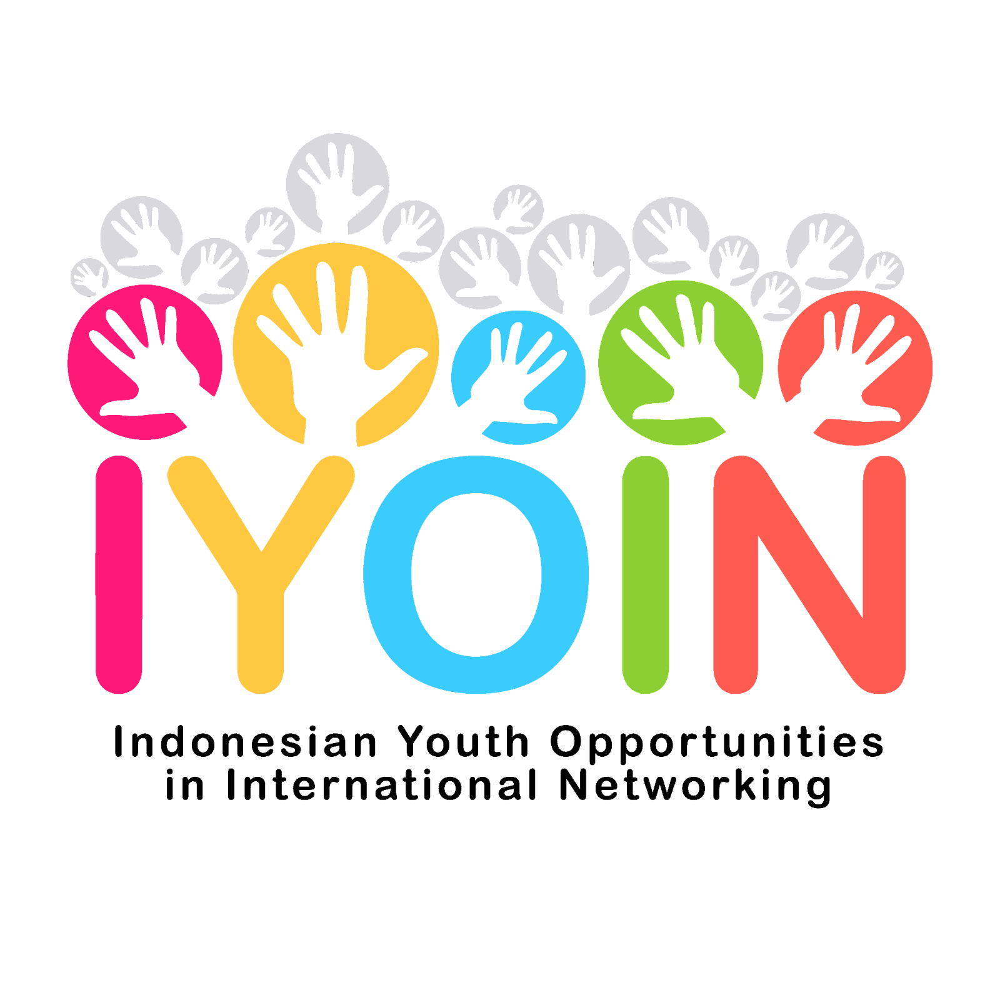 IYOIN
Indonesian Youth Opportunities
in International Networking